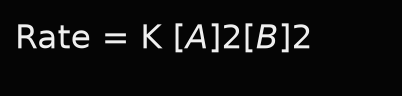 Rate = K [A]2[B]2